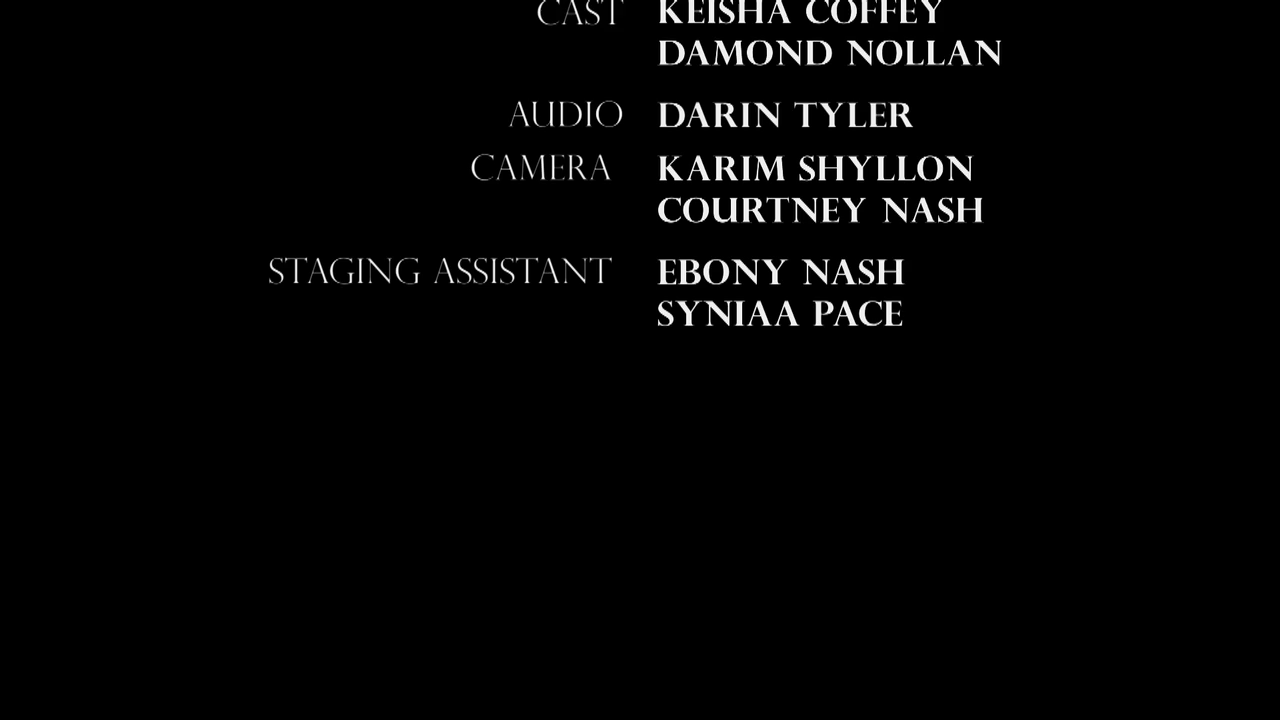 CAST KEISHA COFFEY
DAMOND NOLLAN
AUDIO DARIN TYLER
CAMERA KARIM SHYLLON
COURTNEY NASH
STAGING ASSISTANT EBONY NASH
SYNIAA PACE